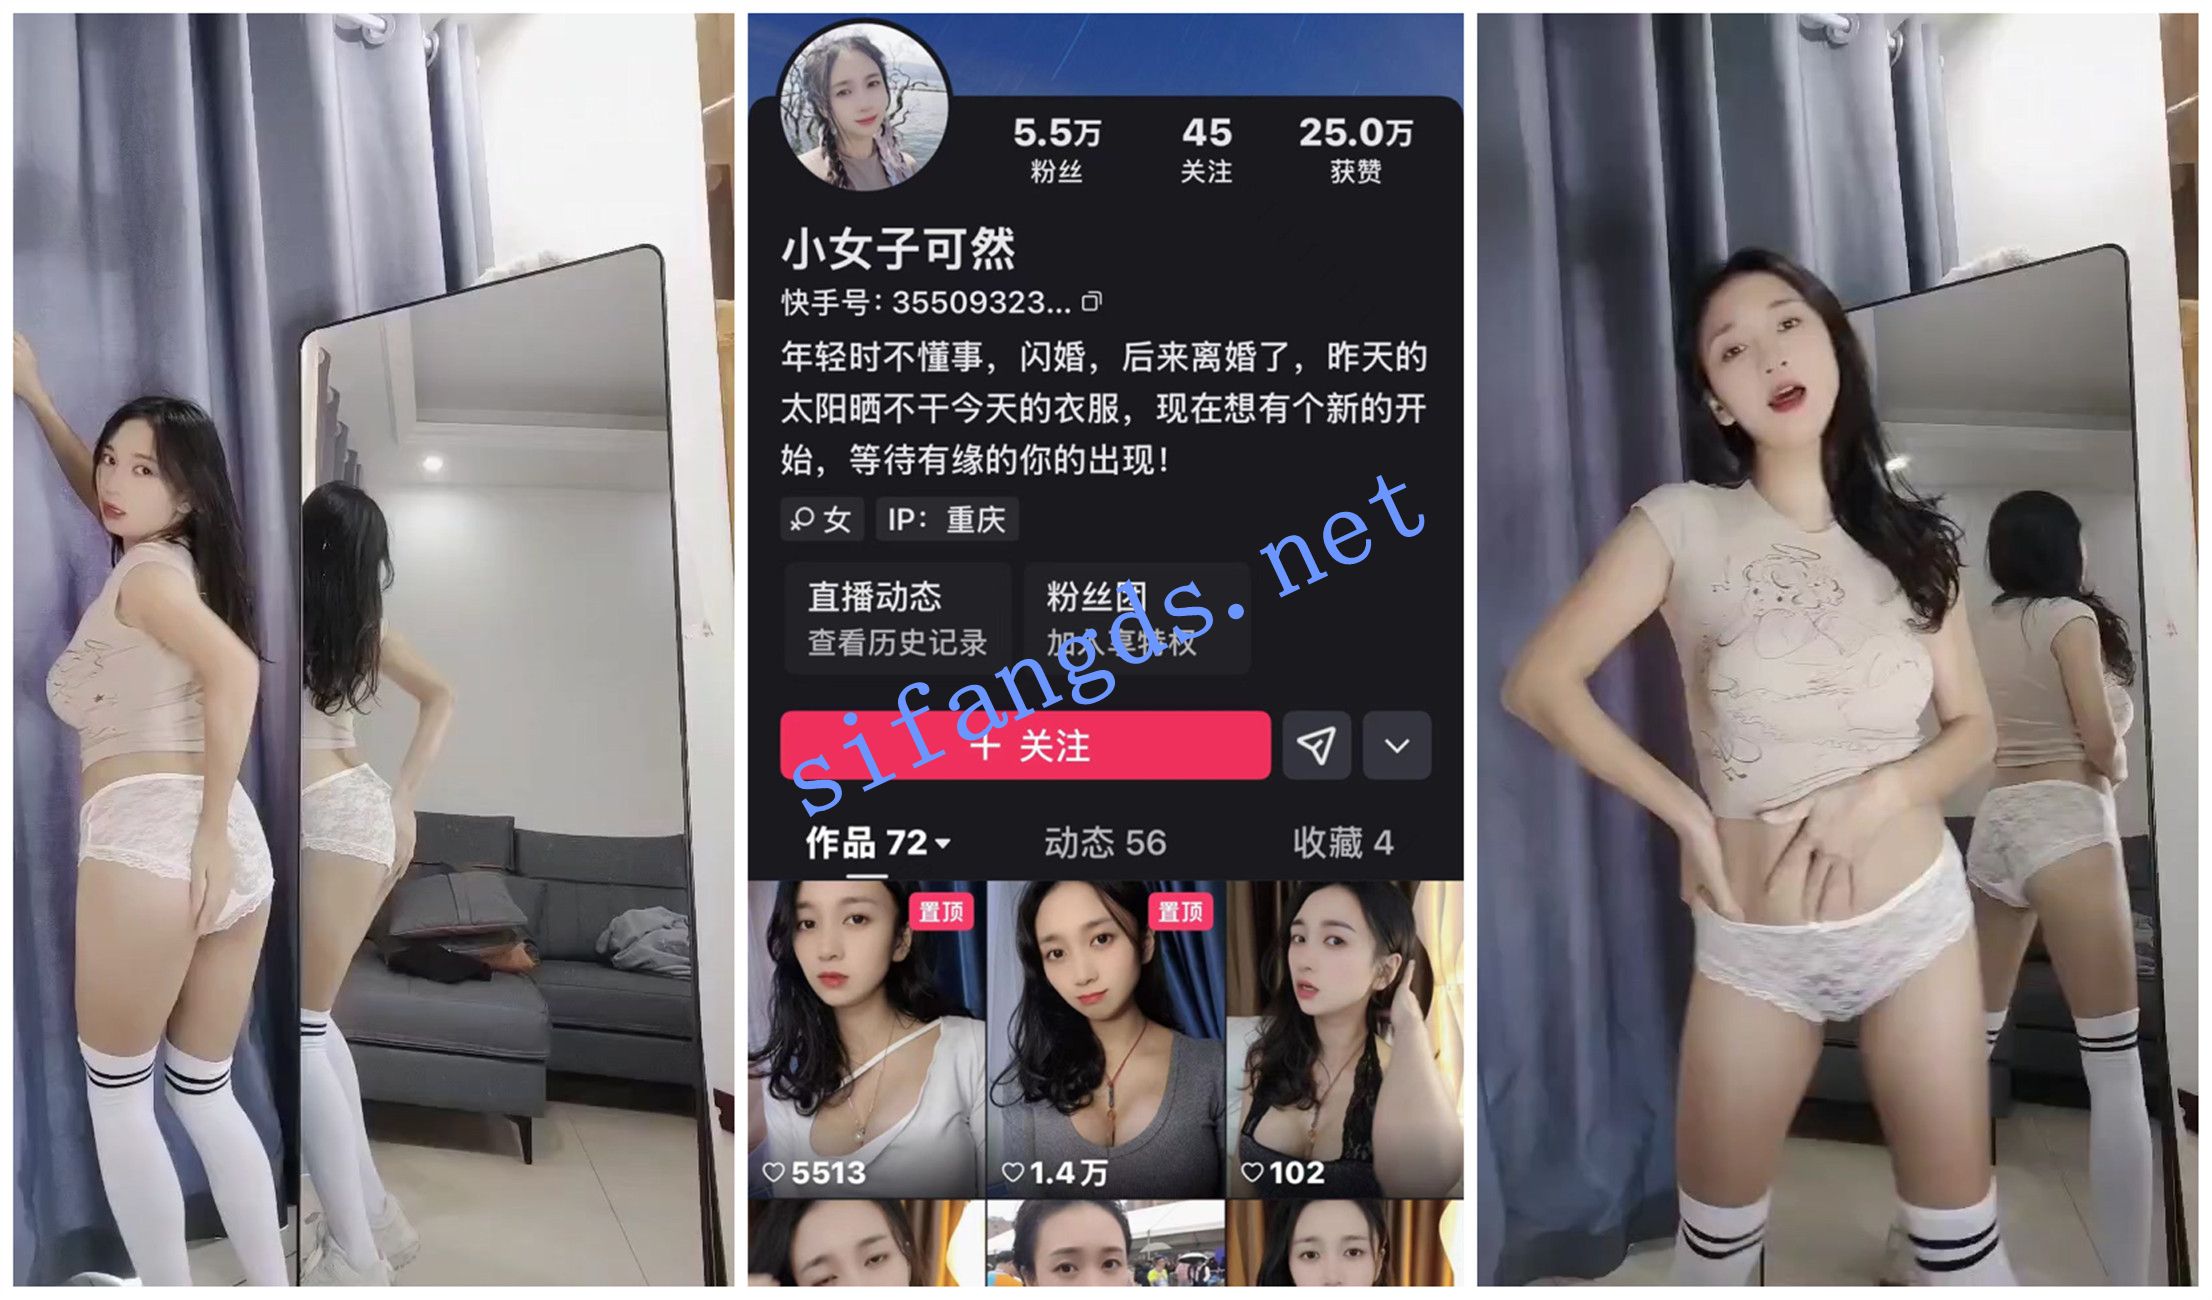 5.5万 45 25.0万
粉丝 关注 获赞
小女子可然
快手号：35509323...
年轻时不懂事，闪婚，后来离婚了，昨天的
太阳晒不干今天的衣服，现在想有个新的开
始，等待有缘的你的出现！
女 IP：重庆
直播动态 粉丝团
查看历史记录 加入享特权
sifangds.net
+ 关注
作品 72 动态 56 收藏 4
置顶 置顶
5513 1.4万 102